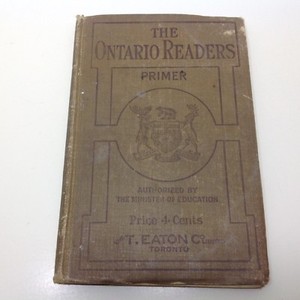 THE
ONTARIO READERS
PRIMER
AUTHORIZED BY
THE MINISTER OF EDUCATION
Price 4 Cents
T. EATON Co
TORONTO